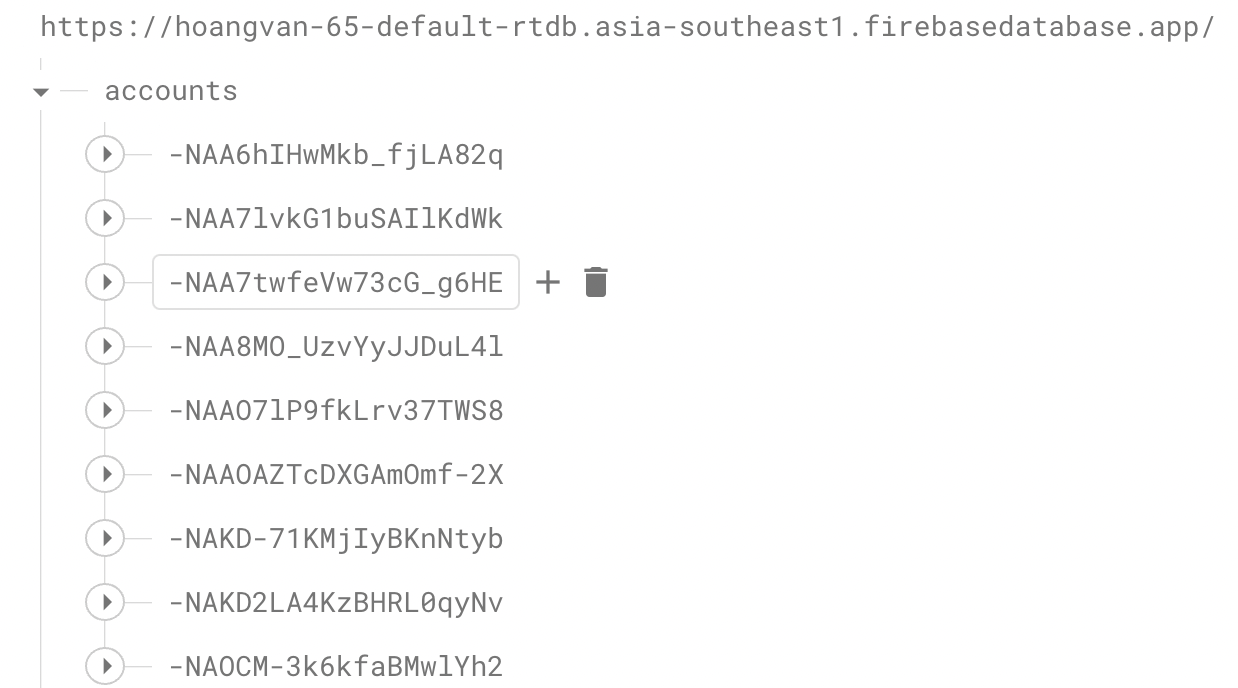 https://hoangvan-65-default-rtdb.asia-southeast1.firebasedatabase.app/
accounts
-NAA6hIHwMkb_fjLA82q
-NAA7lvkG1buSAIlKdWk
-NAA7twfeVw73cG_g6HE
-NAA8MO_UzvYyJJDuL4l
-NAAO7lP9fkLrv37TWS8
-NAAOAZTcDXGAmOmf-2X
-NAKD-71KMjIyBKnNtyb
-NAKD2LA4KzBHRL0qyNv
-NAOCM-3k6kfaBMwlYh2